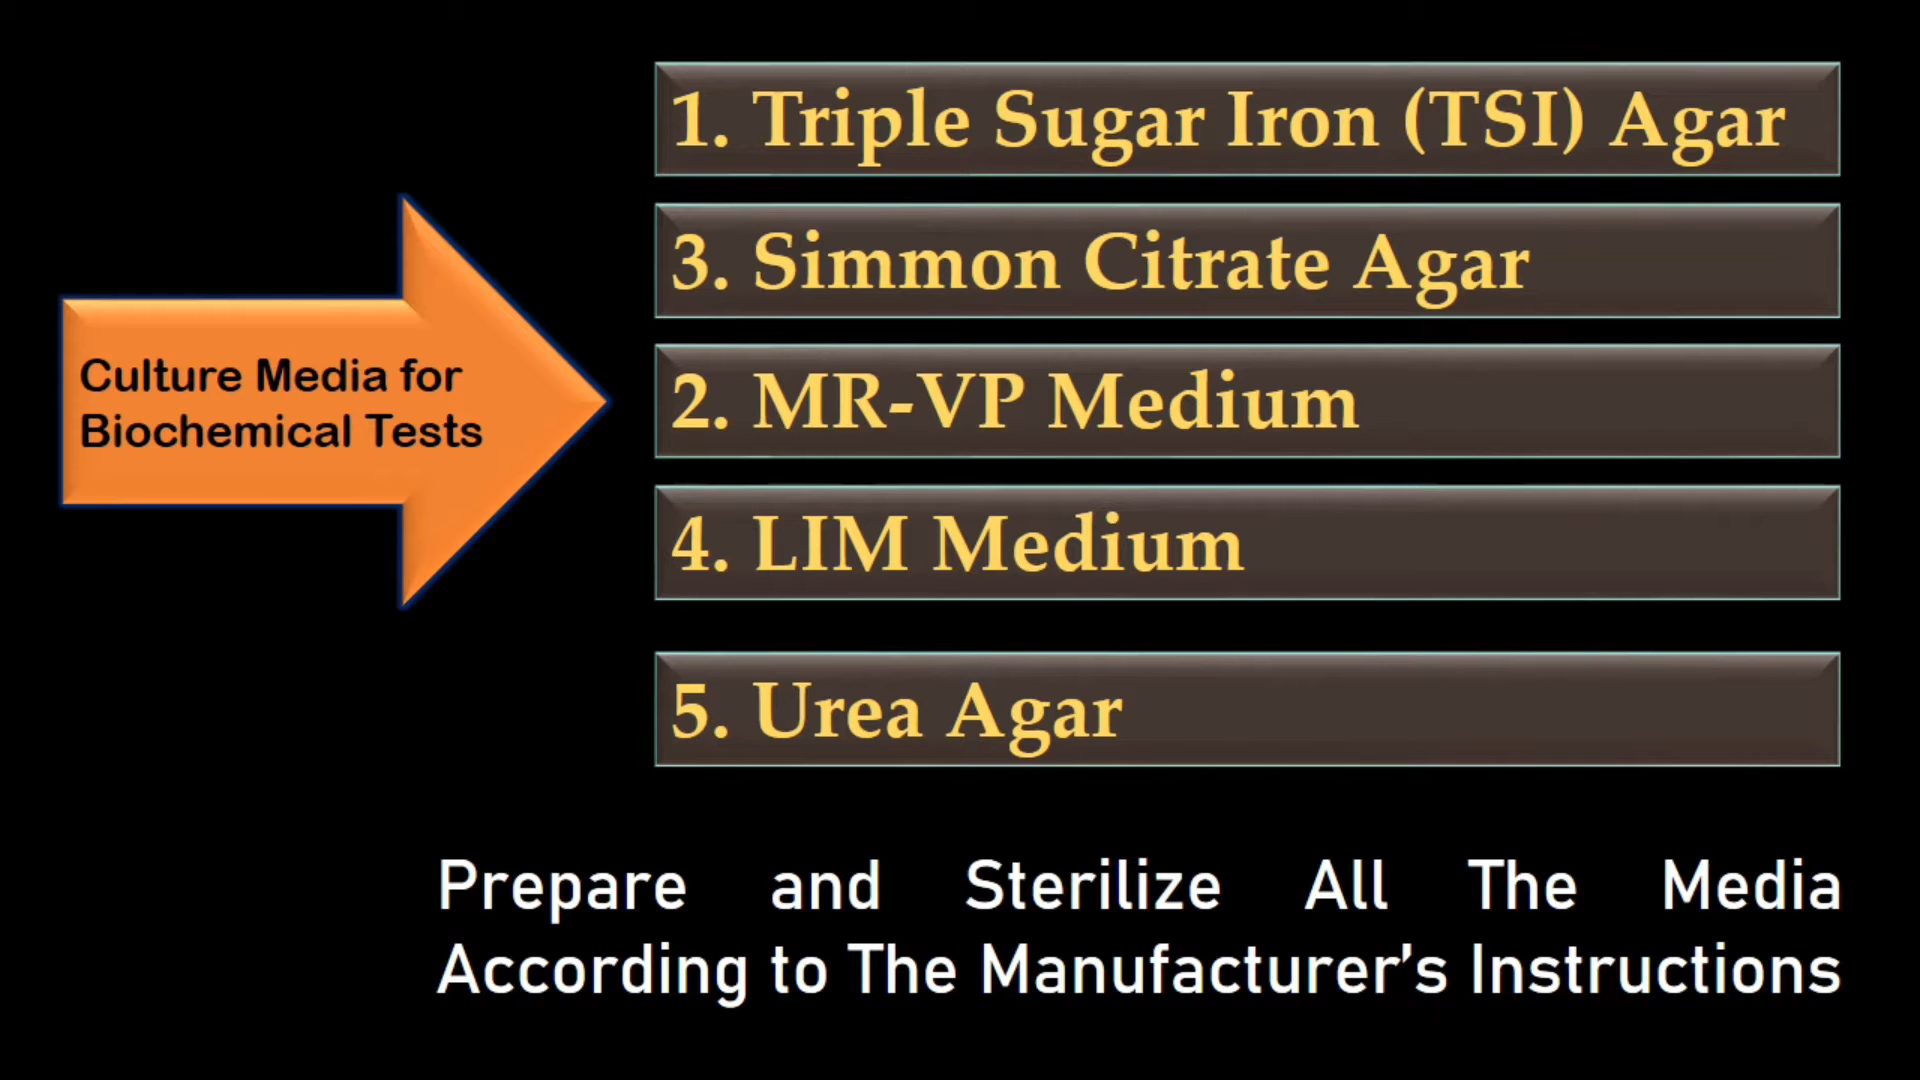 Culture Media for
Biochemical Tests
1. Triple Sugar Iron (TSI) Agar
3. Simmon Citrate Agar
2. MR-VP Medium
4. LIM Medium
5. Urea Agar
Prepare and Sterilize All The Media
According to The Manufacturer’s Instructions